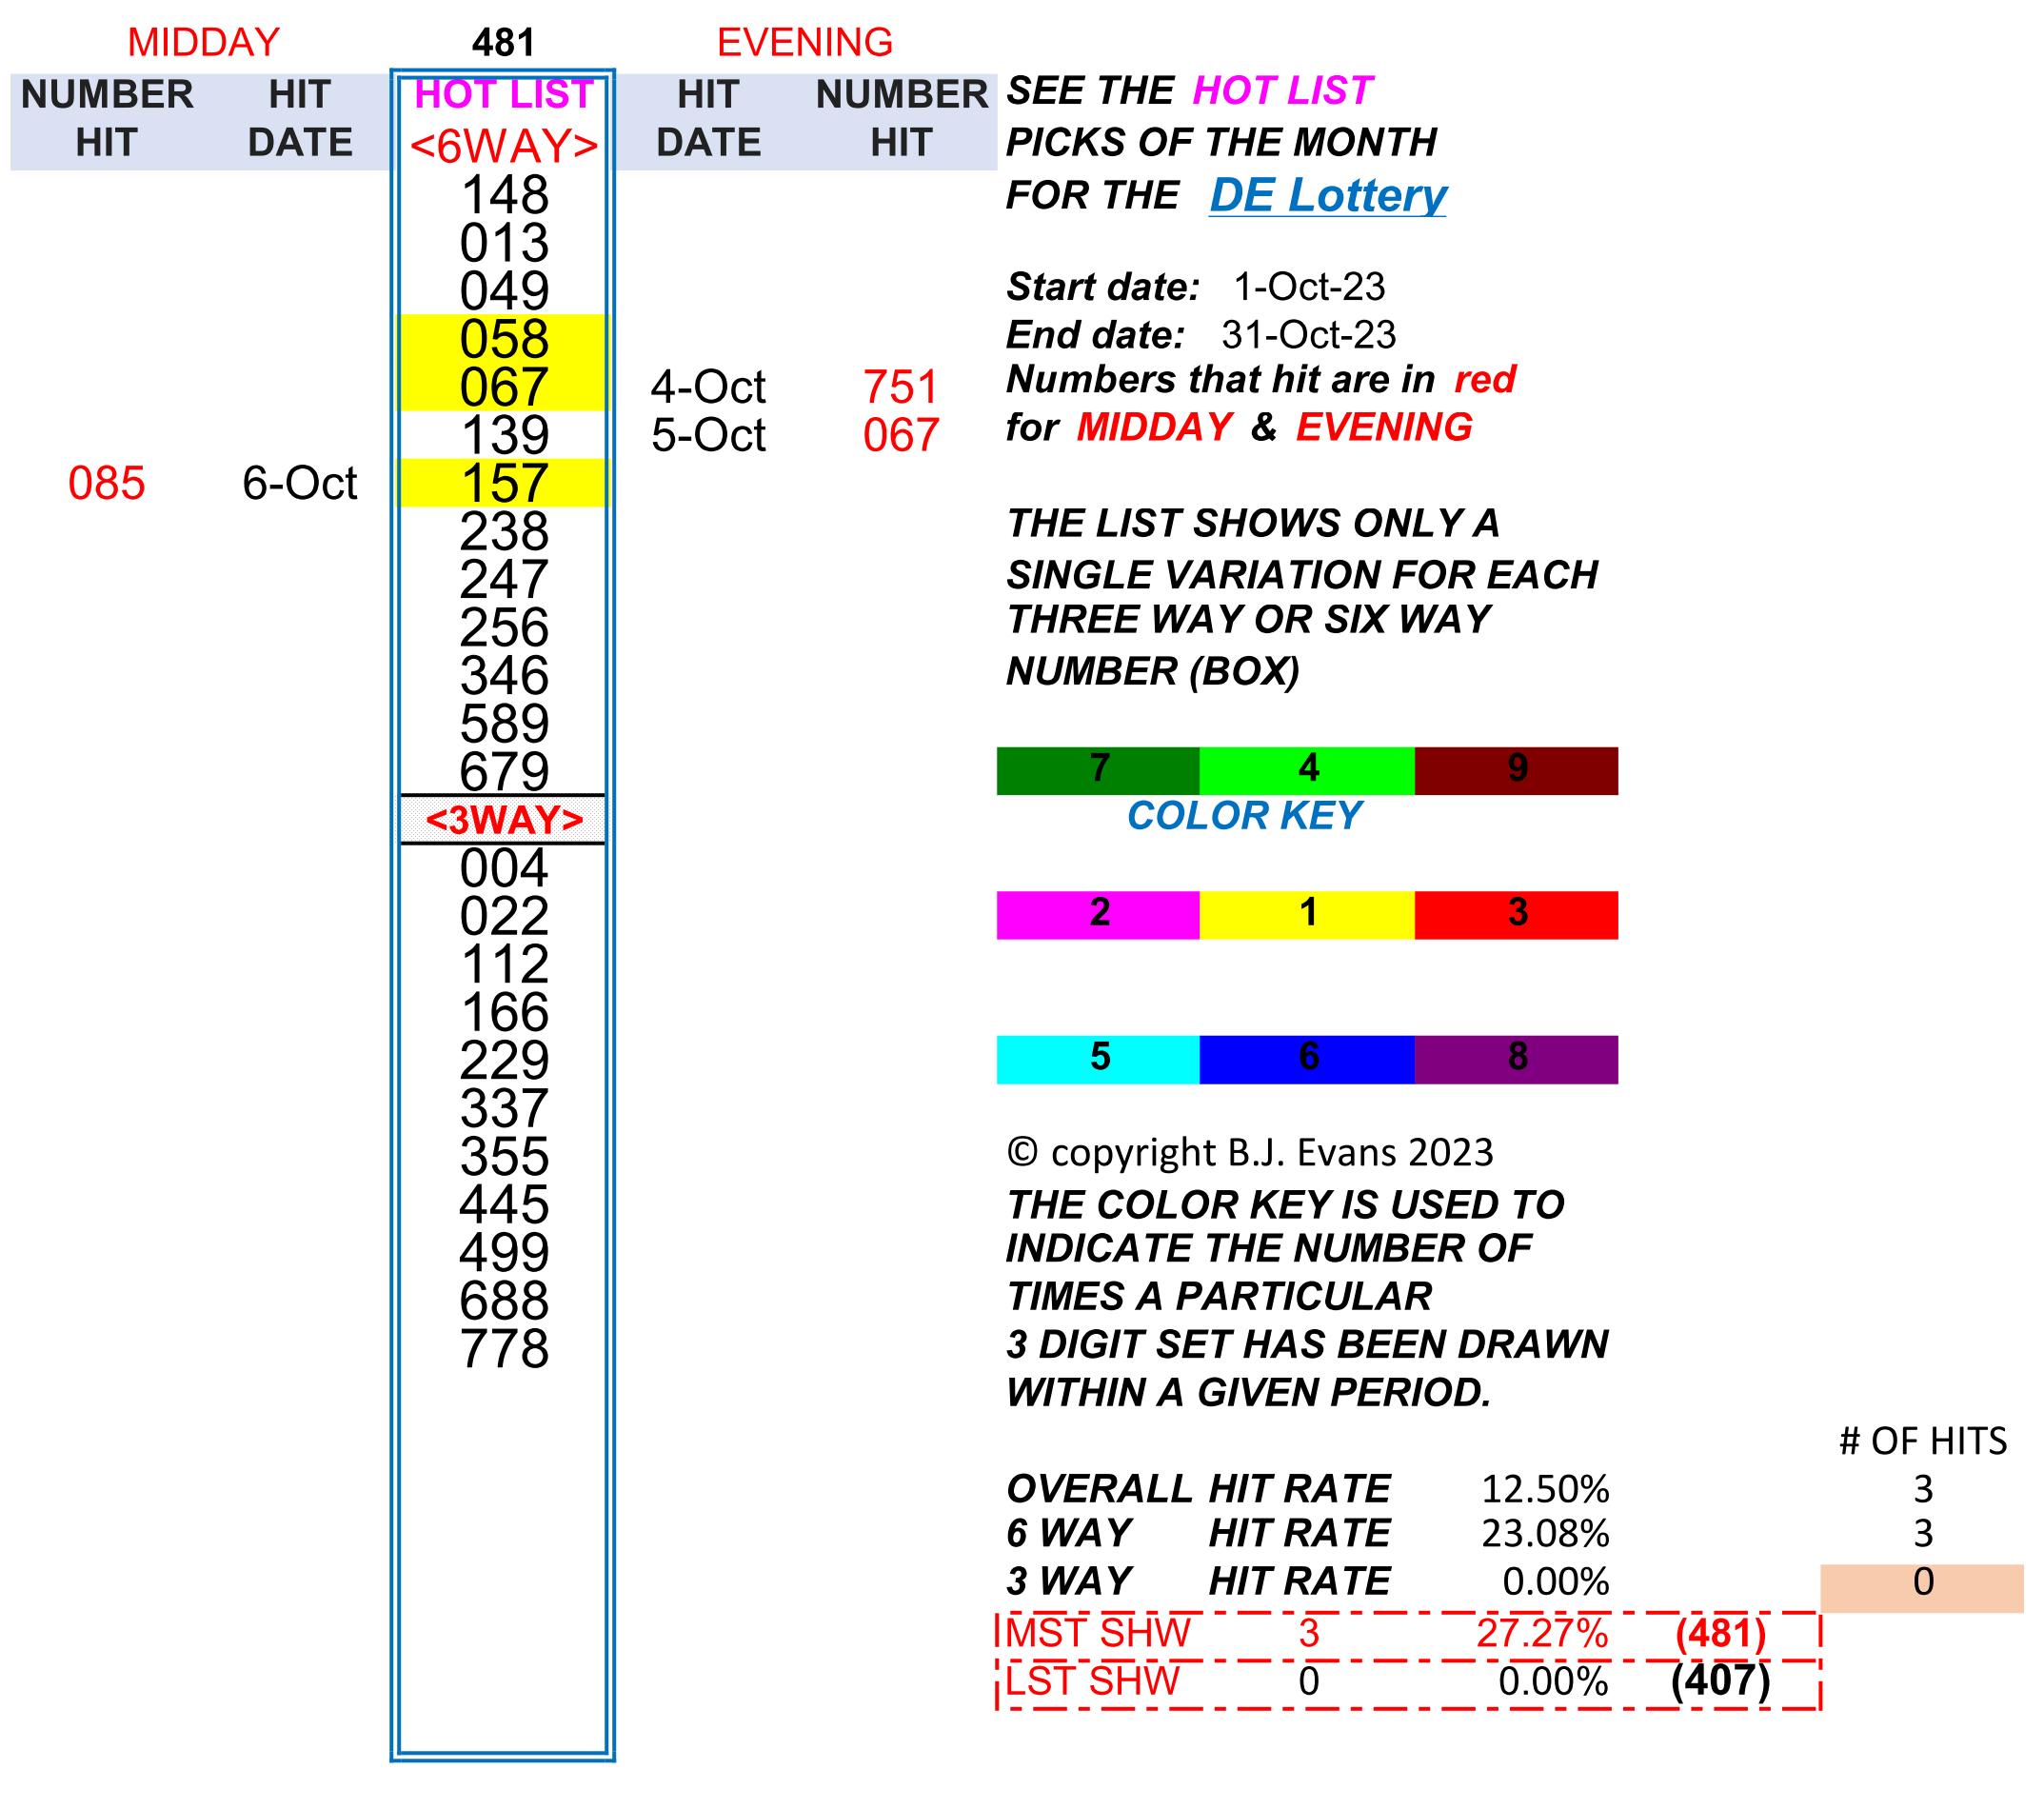 MIDDAY 481 EVENING
NUMBER HIT HOT LIST HIT NUMBER
HIT DATE <6WAY> DATE HIT
148
013
049
058
067 4-Oct 751
139 5-Oct 067
085 6-Oct 157
238
247
256
346
589
679
<3WAY>
004
022
112
166
229
337
355
445
499
688
778
SEE THE HOT LIST
PICKS OF THE MONTH
FOR THE DE Lottery
Start date: 1-Oct-23
End date: 31-Oct-23
Numbers that hit are in red
for MIDDAY & EVENING
THE LIST SHOWS ONLY A
SINGLE VARIATION FOR EACH
THREE WAY OR SIX WAY
NUMBER (BOX)
7 4 9
COLOR KEY
2 1 3
5 6 8
© copyright B.J. Evans 2023
THE COLOR KEY IS USED TO
INDICATE THE NUMBER OF
TIMES A PARTICULAR
3 DIGIT SET HAS BEEN DRAWN
WITHIN A GIVEN PERIOD.
# OF HITS
OVERALL HIT RATE 12.50% 3
6 WAY HIT RATE 23.08% 3
3 WAY HIT RATE 0.00% 0
MST SHW 3 27.27% (481)
LST SHW 0 0.00% (407)